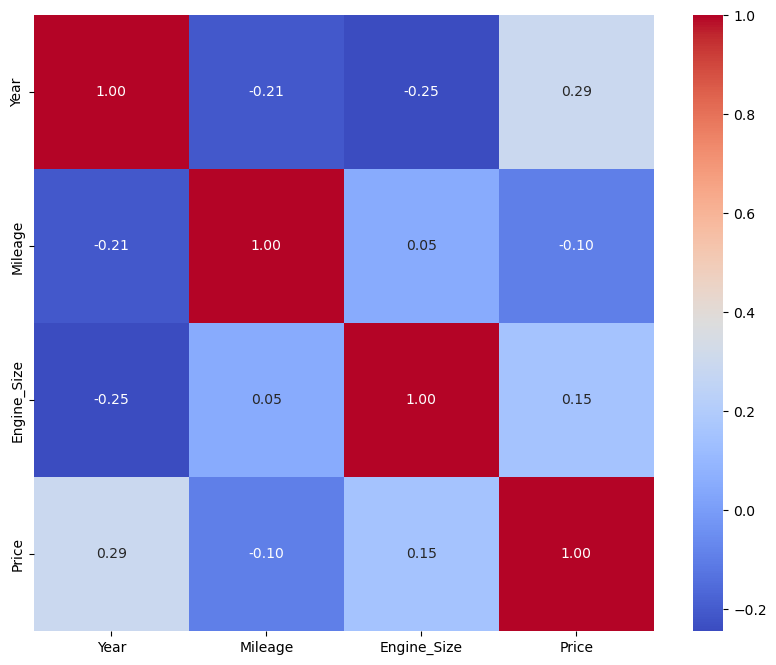 Year 1.00 -0.21 -0.25 0.29
Mileage -0.21 1.00 0.05 -0.10
Engine_Size -0.25 0.05 1.00 0.15
Price 0.29 -0.10 0.15 1.00
Year Mileage Engine_Size Price
1.0
0.8
0.6
0.4
0.2
0.0
−0.2